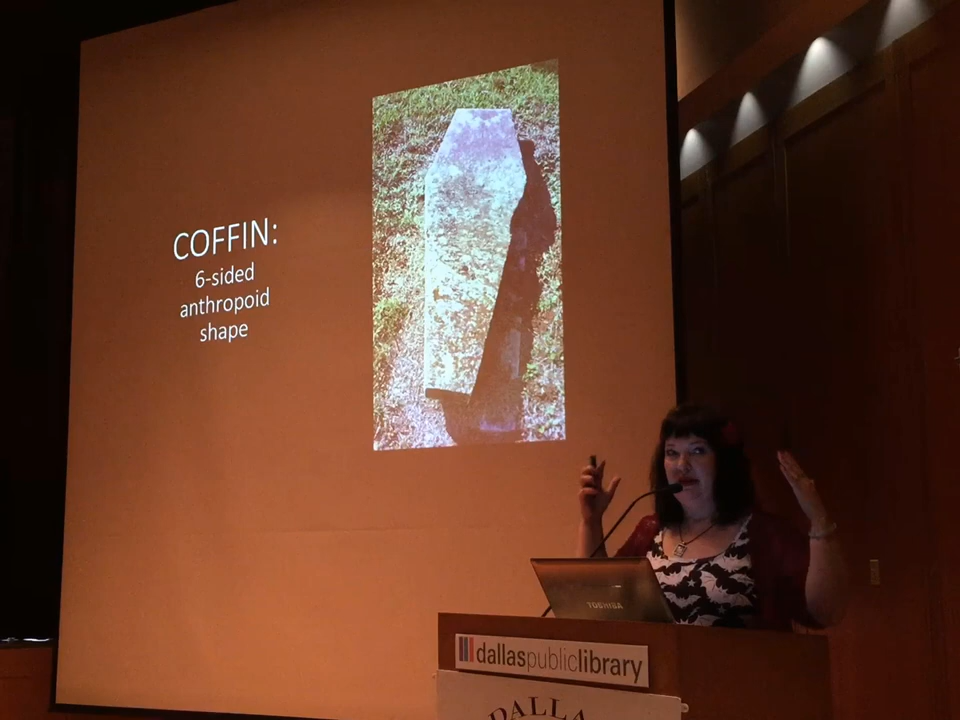 COFFIN:
6-sided
anthropoid
shape
TOSHIBA
dallaspubliclibrary